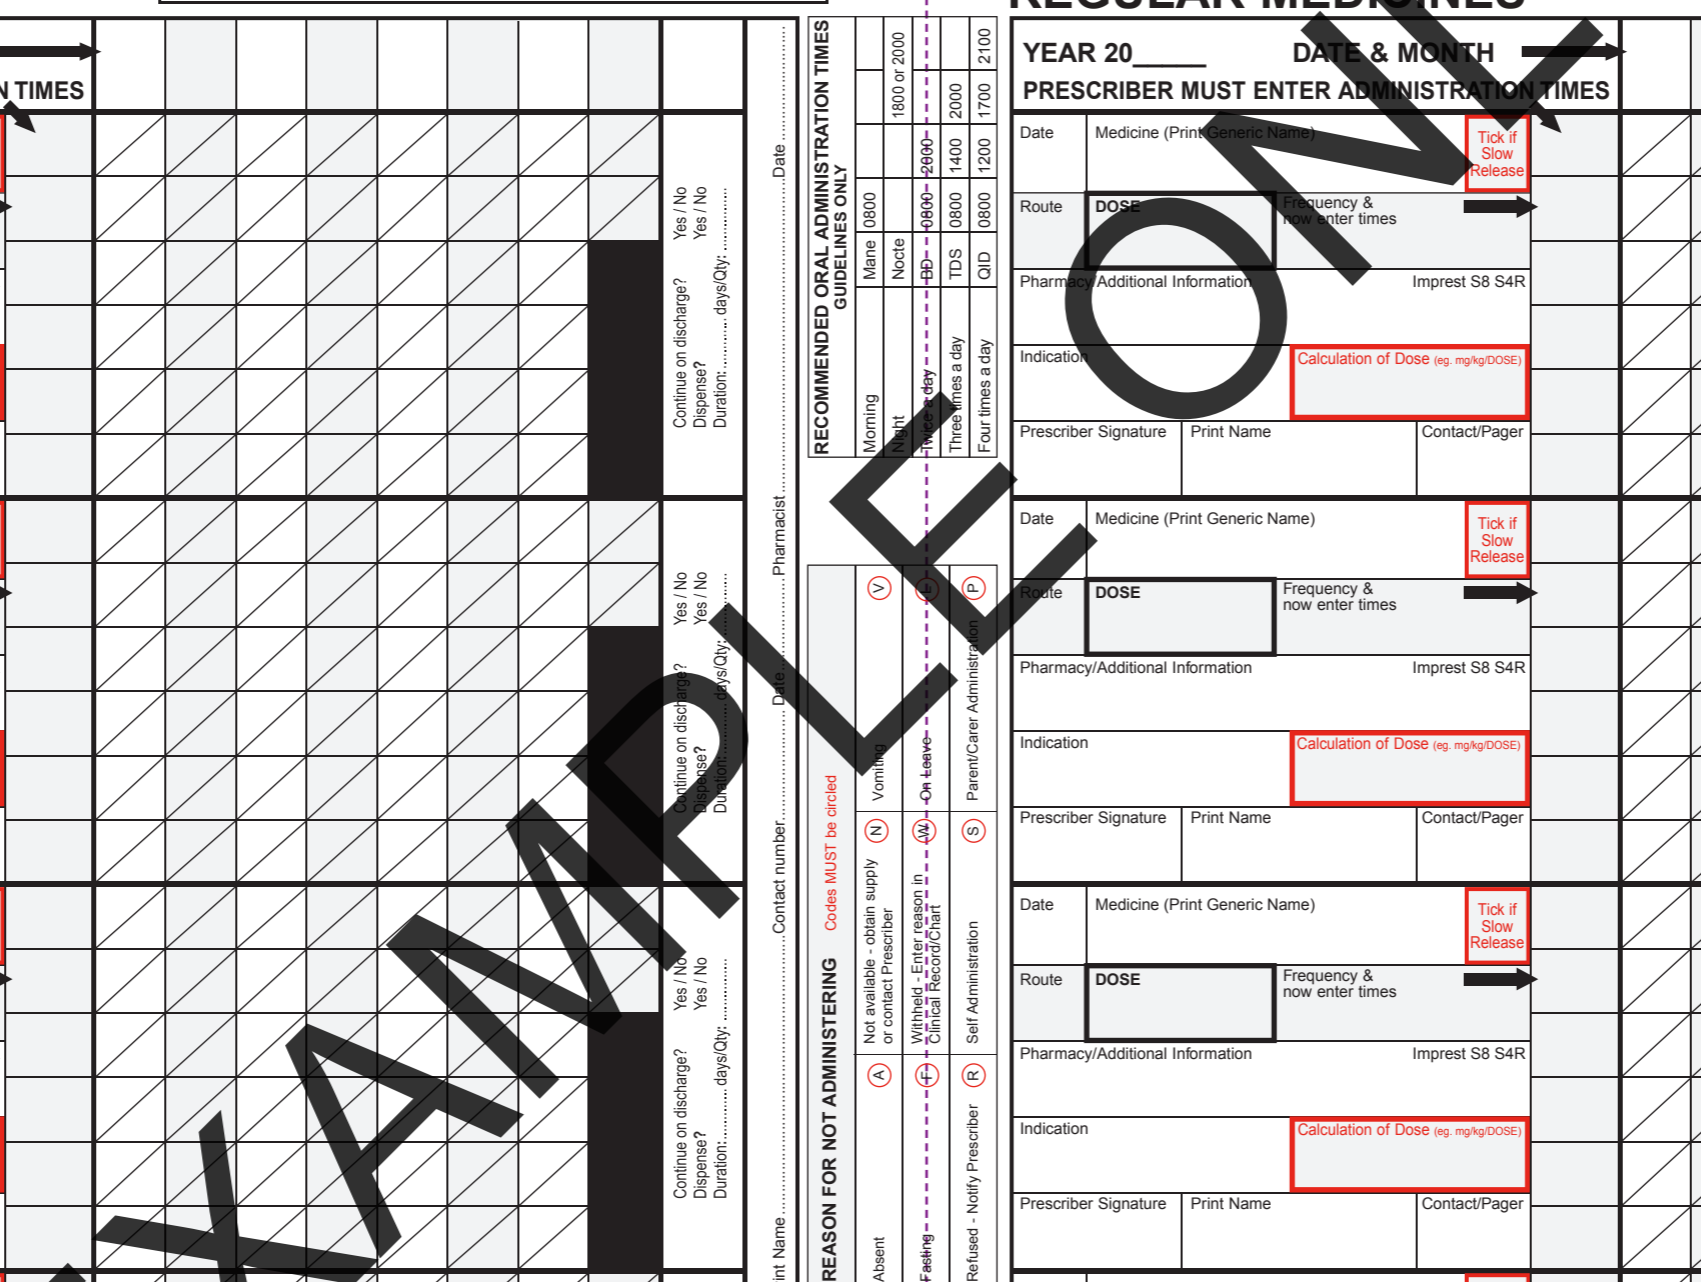 REGULAR MEDICINES
N TIMES
Continue on discharge? Yes / No
Dispense? Yes / No
Duration:........... days/Qty: ...........
Continue on discharge? Yes / No
Dispense? Yes / No
Duration:........... days/Qty: ...........
Continue on discharge? Yes / No
Dispense? Yes / No
Duration:........... days/Qty: ...........
int Name ........... Contact number........... Date........... Pharmacist ........... Date ...........
RECOMMENDED ORAL ADMINISTRATION TIMES
GUIDELINES ONLY
Morning Mane 0800
Night Nocte 1800 or 2000
Twice a day BD 0800 2000
Three times a day TDS 0800 1400 2000
Four times a day QID 0800 1200 1700 2100
REASON FOR NOT ADMINISTERING Codes MUST be circled
Absent A
Not available - obtain supply
or contact Prescriber N
Vomiting V
Fasting F
Withheld - Enter reason in
Clinical Record/Chart W
On Leave L
Refused - Notify Prescriber R
Self Administration S
Parent/Carer Administration P
YEAR 20_____ DATE & MONTH
PRESCRIBER MUST ENTER ADMINISTRATION TIMES
Date Medicine (Print Generic Name) Tick if
Slow
Release
Route DOSE Frequency &
now enter times
Pharmacy/Additional Information Imprest S8 S4R
Indication Calculation of Dose (eg. mg/kg/DOSE)
Prescriber Signature Print Name Contact/Pager
Date Medicine (Print Generic Name) Tick if
Slow
Release
Route DOSE Frequency &
now enter times
Pharmacy/Additional Information Imprest S8 S4R
Indication Calculation of Dose (eg. mg/kg/DOSE)
Prescriber Signature Print Name Contact/Pager
Date Medicine (Print Generic Name) Tick if
Slow
Release
Route DOSE Frequency &
now enter times
Pharmacy/Additional Information Imprest S8 S4R
Indication Calculation of Dose (eg. mg/kg/DOSE)
Prescriber Signature Print Name Contact/Pager
XAMPLE ONL